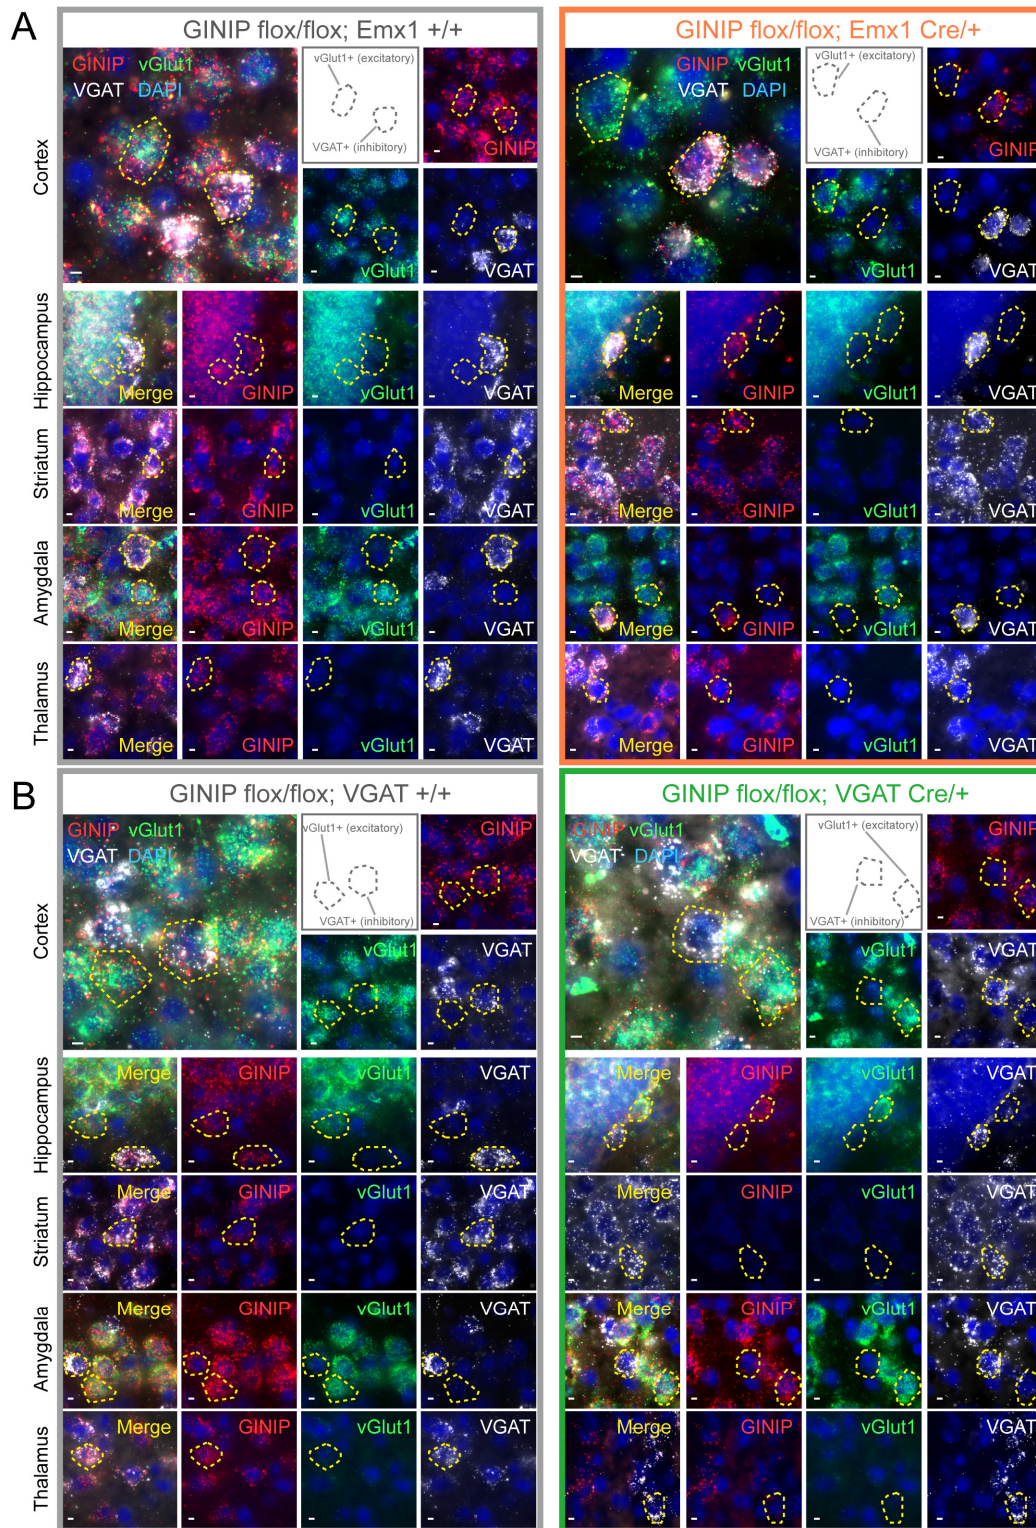 A
GINIP flox/flox; Emx1 +/+
GINIP flox/flox; Emx1 Cre/+
Cortex
GINIP vGlut1
VGAT DAPI
vGlut1+ (excitatory)
VGAT+ (inhibitory)
GINIP
vGlut1
VGAT
GINIP vGlut1
VGAT DAPI
vGlut1+ (excitatory)
VGAT+ (inhibitory)
GINIP
vGlut1
VGAT
Hippocampus
Merge GINIP vGlut1 VGAT
Merge GINIP vGlut1 VGAT
Striatum
Merge GINIP vGlut1 VGAT
Merge GINIP vGlut1 VGAT
Amygdala
Merge GINIP vGlut1 VGAT
Merge GINIP vGlut1 VGAT
Thalamus
Merge GINIP vGlut1 VGAT
Merge GINIP vGlut1 VGAT
B
GINIP flox/flox; VGAT +/+
GINIP flox/flox; VGAT Cre/+
Cortex
GINIP vGlut1
VGAT DAPI
vGlut1+ (excitatory)
VGAT+ (inhibitory)
GINIP
vGlut1
VGAT
GINIP vGlut1
VGAT DAPI
vGlut1+ (excitatory)
VGAT+ (inhibitory)
GINIP
vGlut1
VGAT
Hippocampus
Merge GINIP vGlut1 VGAT
Merge GINIP vGlut1 VGAT
Striatum
Merge GINIP vGlut1 VGAT
Merge GINIP vGlut1 VGAT
Amygdala
Merge GINIP vGlut1 VGAT
Merge GINIP vGlut1 VGAT
Thalamus
Merge GINIP vGlut1 VGAT
Merge GINIP vGlut1 VGAT